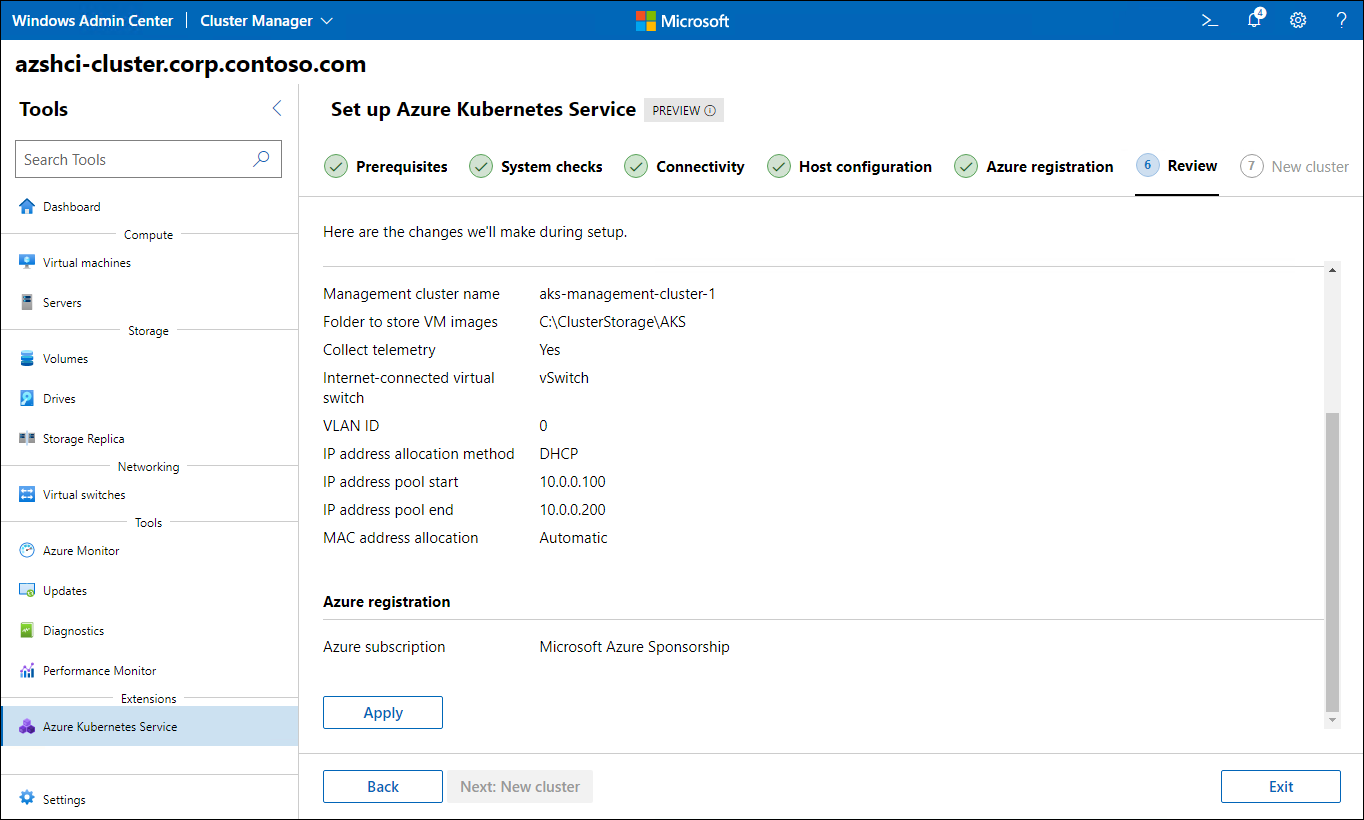 Windows Admin Center
Cluster Manager
Microsoft
4
azshci-cluster.corp.contoso.com
Tools
Search Tools
Dashboard
Compute
Virtual machines
Servers
Storage
Volumes
Drives
Storage Replica
Networking
Virtual switches
Tools
Azure Monitor
Updates
Diagnostics
Performance Monitor
Extensions
Azure Kubernetes Service
Settings
Set up Azure Kubernetes Service
PREVIEW
Prerequisites
System checks
Connectivity
Host configuration
Azure registration
6 Review
7 New cluster
Here are the changes we'll make during setup.
Management cluster name aks-management-cluster-1
Folder to store VM images C:\ClusterStorage\AKS
Collect telemetry Yes
Internet-connected virtual vSwitch
switch
VLAN ID 0
IP address allocation method DHCP
IP address pool start 10.0.0.100
IP address pool end 10.0.0.200
MAC address allocation Automatic
Azure registration
Azure subscription Microsoft Azure Sponsorship
Apply
Back
Next: New cluster
Exit